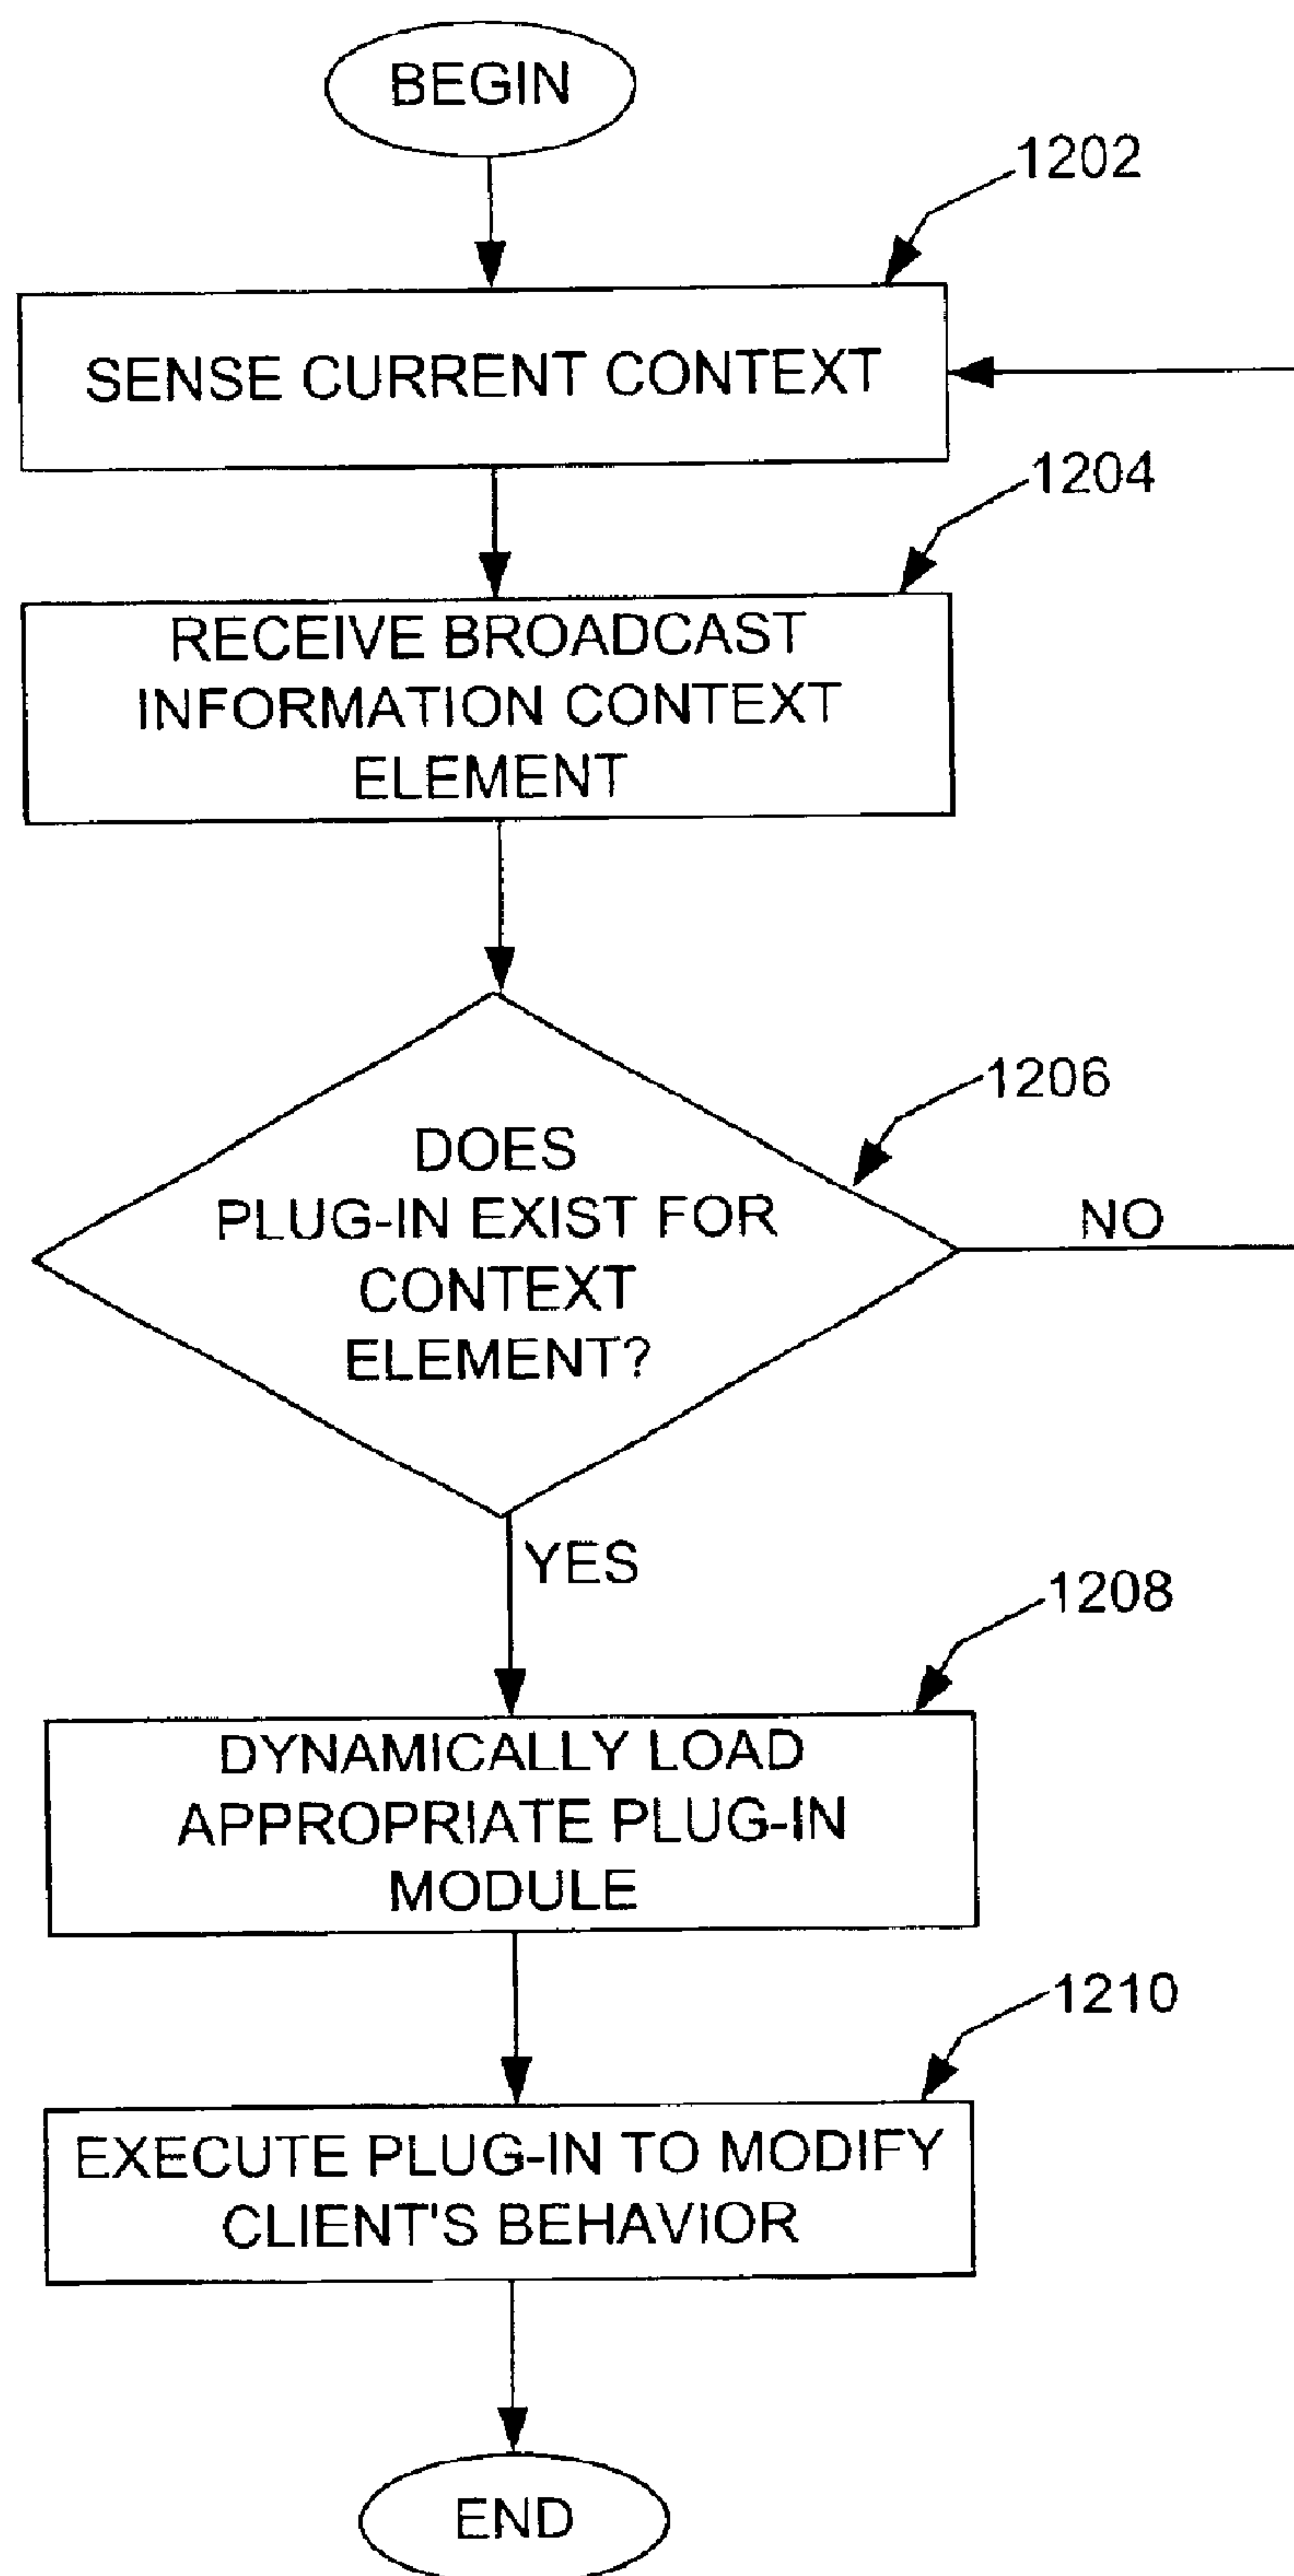 BEGIN
1202
SENSE CURRENT CONTEXT
1204
RECEIVE BROADCAST
INFORMATION CONTEXT
ELEMENT
1206
DOES
PLUG-IN EXIST FOR
CONTEXT
ELEMENT?
NO
YES
1208
DYNAMICALLY LOAD
APPROPRIATE PLUG-IN
MODULE
1210
EXECUTE PLUG-IN TO MODIFY
CLIENT'S BEHAVIOR
END